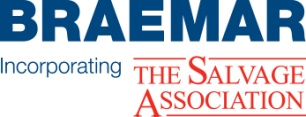 BRAEMAR
Incorporating
THE SALVAGE
ASSOCIATION